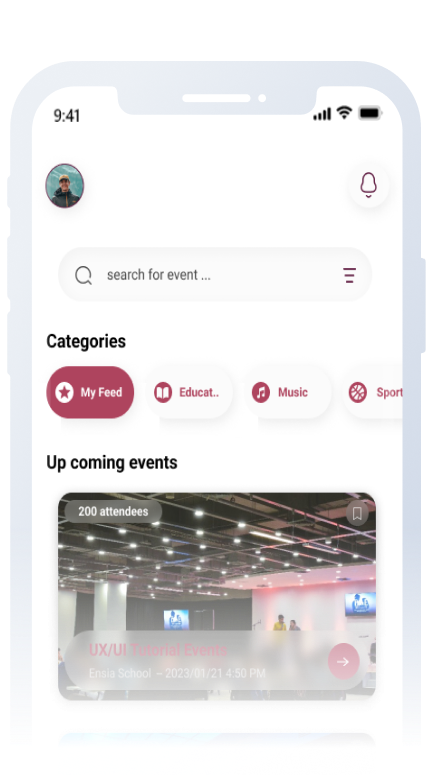 9:41
search for event ...
Categories
My Feed
Educat..
Music
Sport
Up coming events
200 attendees
UX/UI Titorial Events
Ensia School – 2023/01/21 4:50 PM